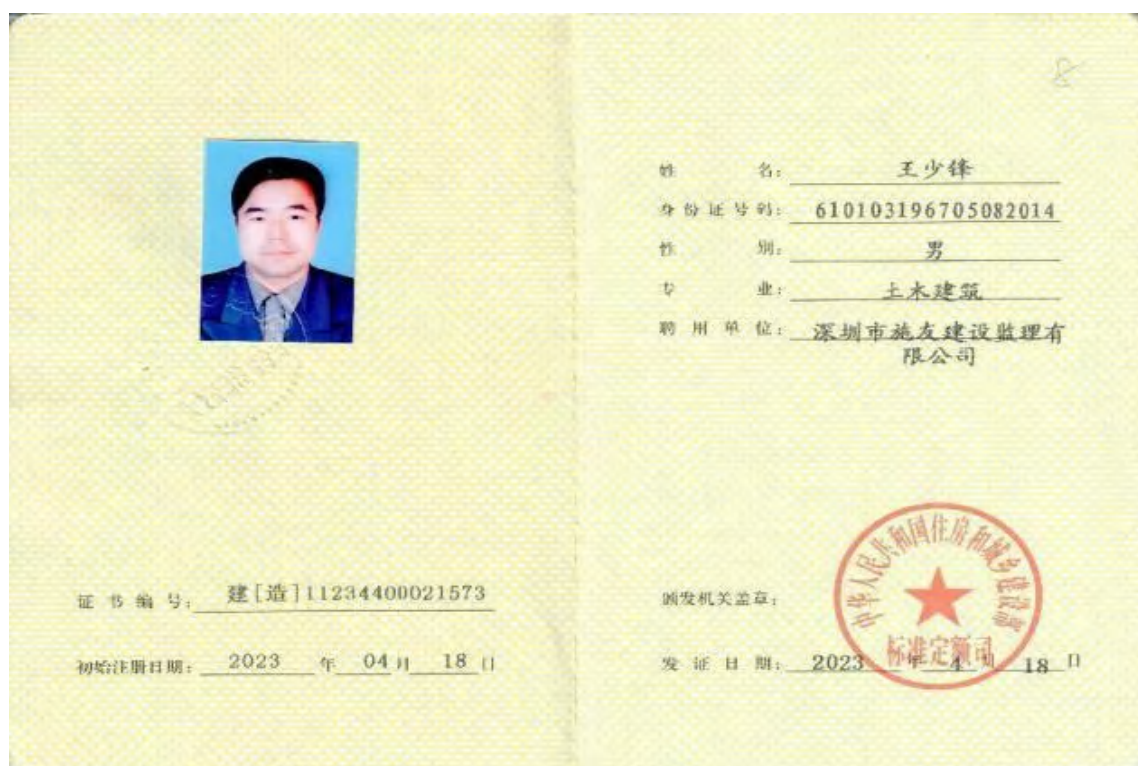 姓 名：王少锋
身份证号码：610103196705082014
性 别：男
专 业：土木建筑
聘用单位：深圳市施友建设监理有
限公司
证书编号：建[造]11234400021573
初始注册日期：2023 年 04 月 18 日
颁发机关盖章：
中华人民共和国住房和城乡建设部
标准定额司
发证日期：2023 年 4 月 18 日